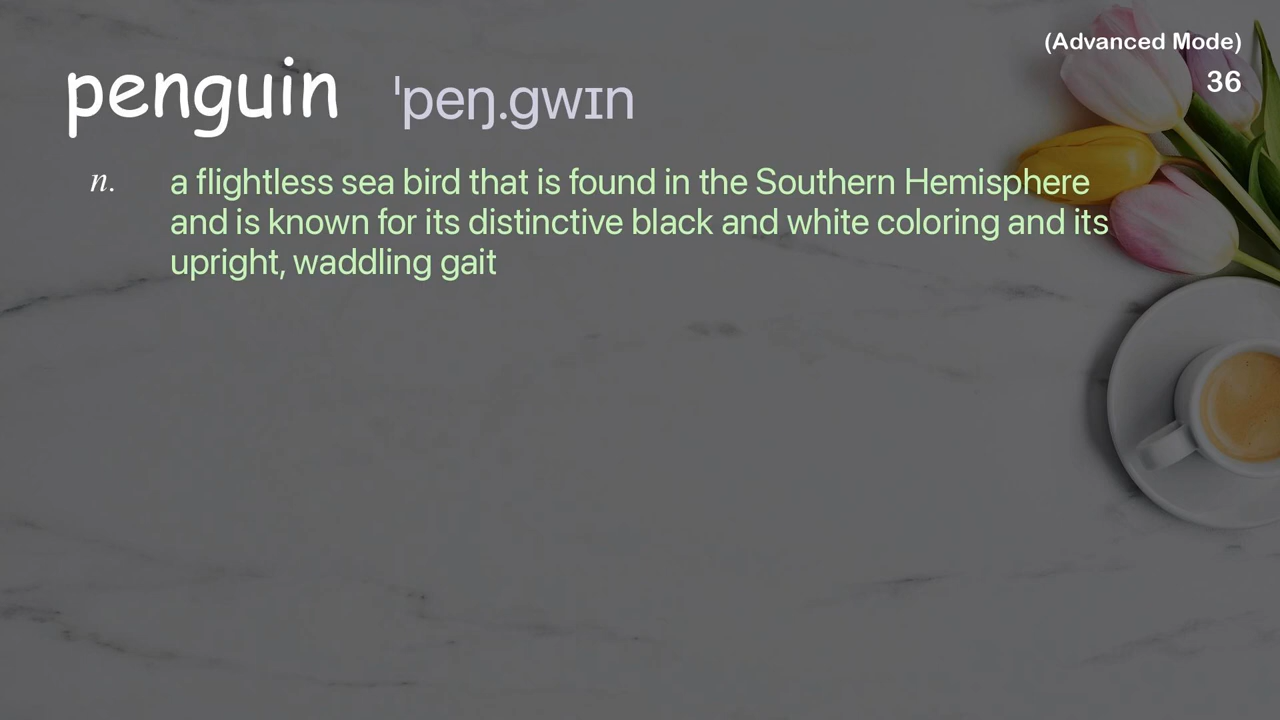 (Advanced Mode)
penguin ˈpeŋ.gwɪn
36
n. a flightless sea bird that is found in the Southern Hemisphere
and is known for its distinctive black and white coloring and its
upright, waddling gait